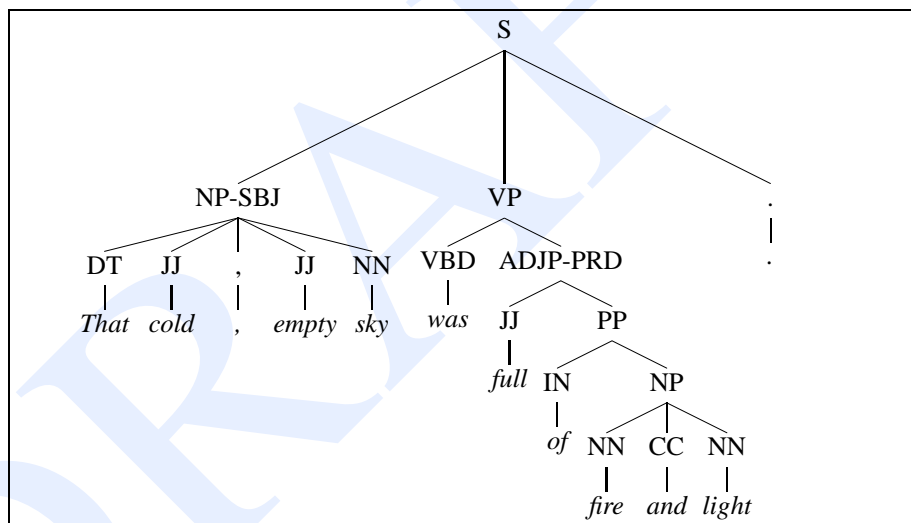 S
NP-SBJ VP .
DT JJ , JJ NN VBD ADJP-PRD .
That cold , empty sky was JJ PP
full IN NP
of NN CC NN
fire and light
DRAF